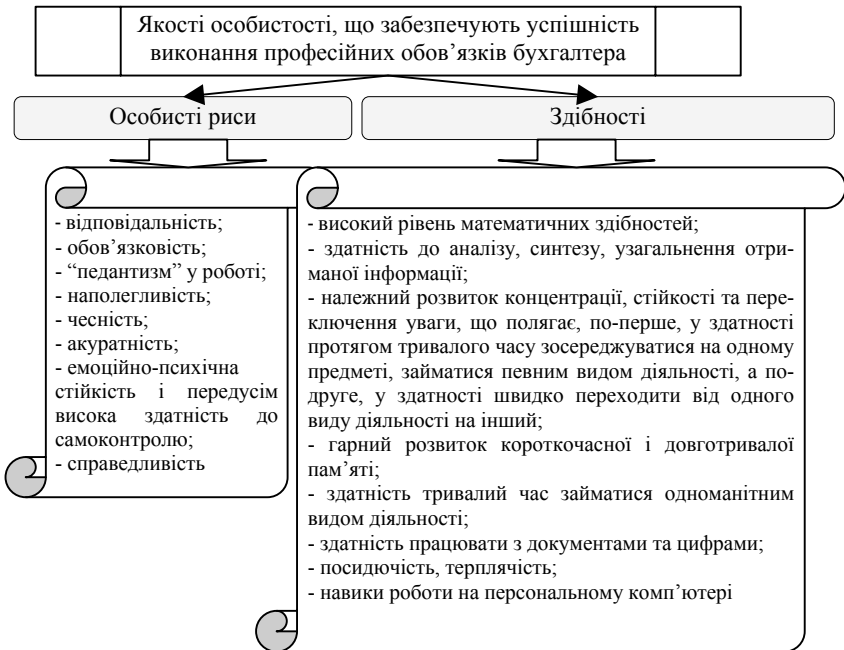 Якості особистості, що забезпечують успішність
виконання професійних обов’язків бухгалтера
Особисті риси
Здібності
- відповідальність;
- обов’язковість;
- “педантизм” у роботі;
- наполегливість;
- чесність;
- акуратність;
- емоційно-психічна
стійкість і передусім
висока здатність до
самоконтролю;
- справедливість
- високий рівень математичних здібностей;
- здатність до аналізу, синтезу, узагальнення отри-
маної інформації;
- належний розвиток концентрації, стійкості та пере-
ключення уваги, що полягає, по-перше, у здатності
протягом тривалого часу зосереджуватися на одному
предметі, займатися певним видом діяльності, а по-
друге, у здатності швидко переходити від одного
виду діяльності на інший;
- гарний розвиток короткочасної і довготривалої
пам’яті;
- здатність тривалий час займатися одноманітним
видом діяльності;
- здатність працювати з документами та цифрами;
- посидючість, терплячість;
- навики роботи на персональному комп’ютері